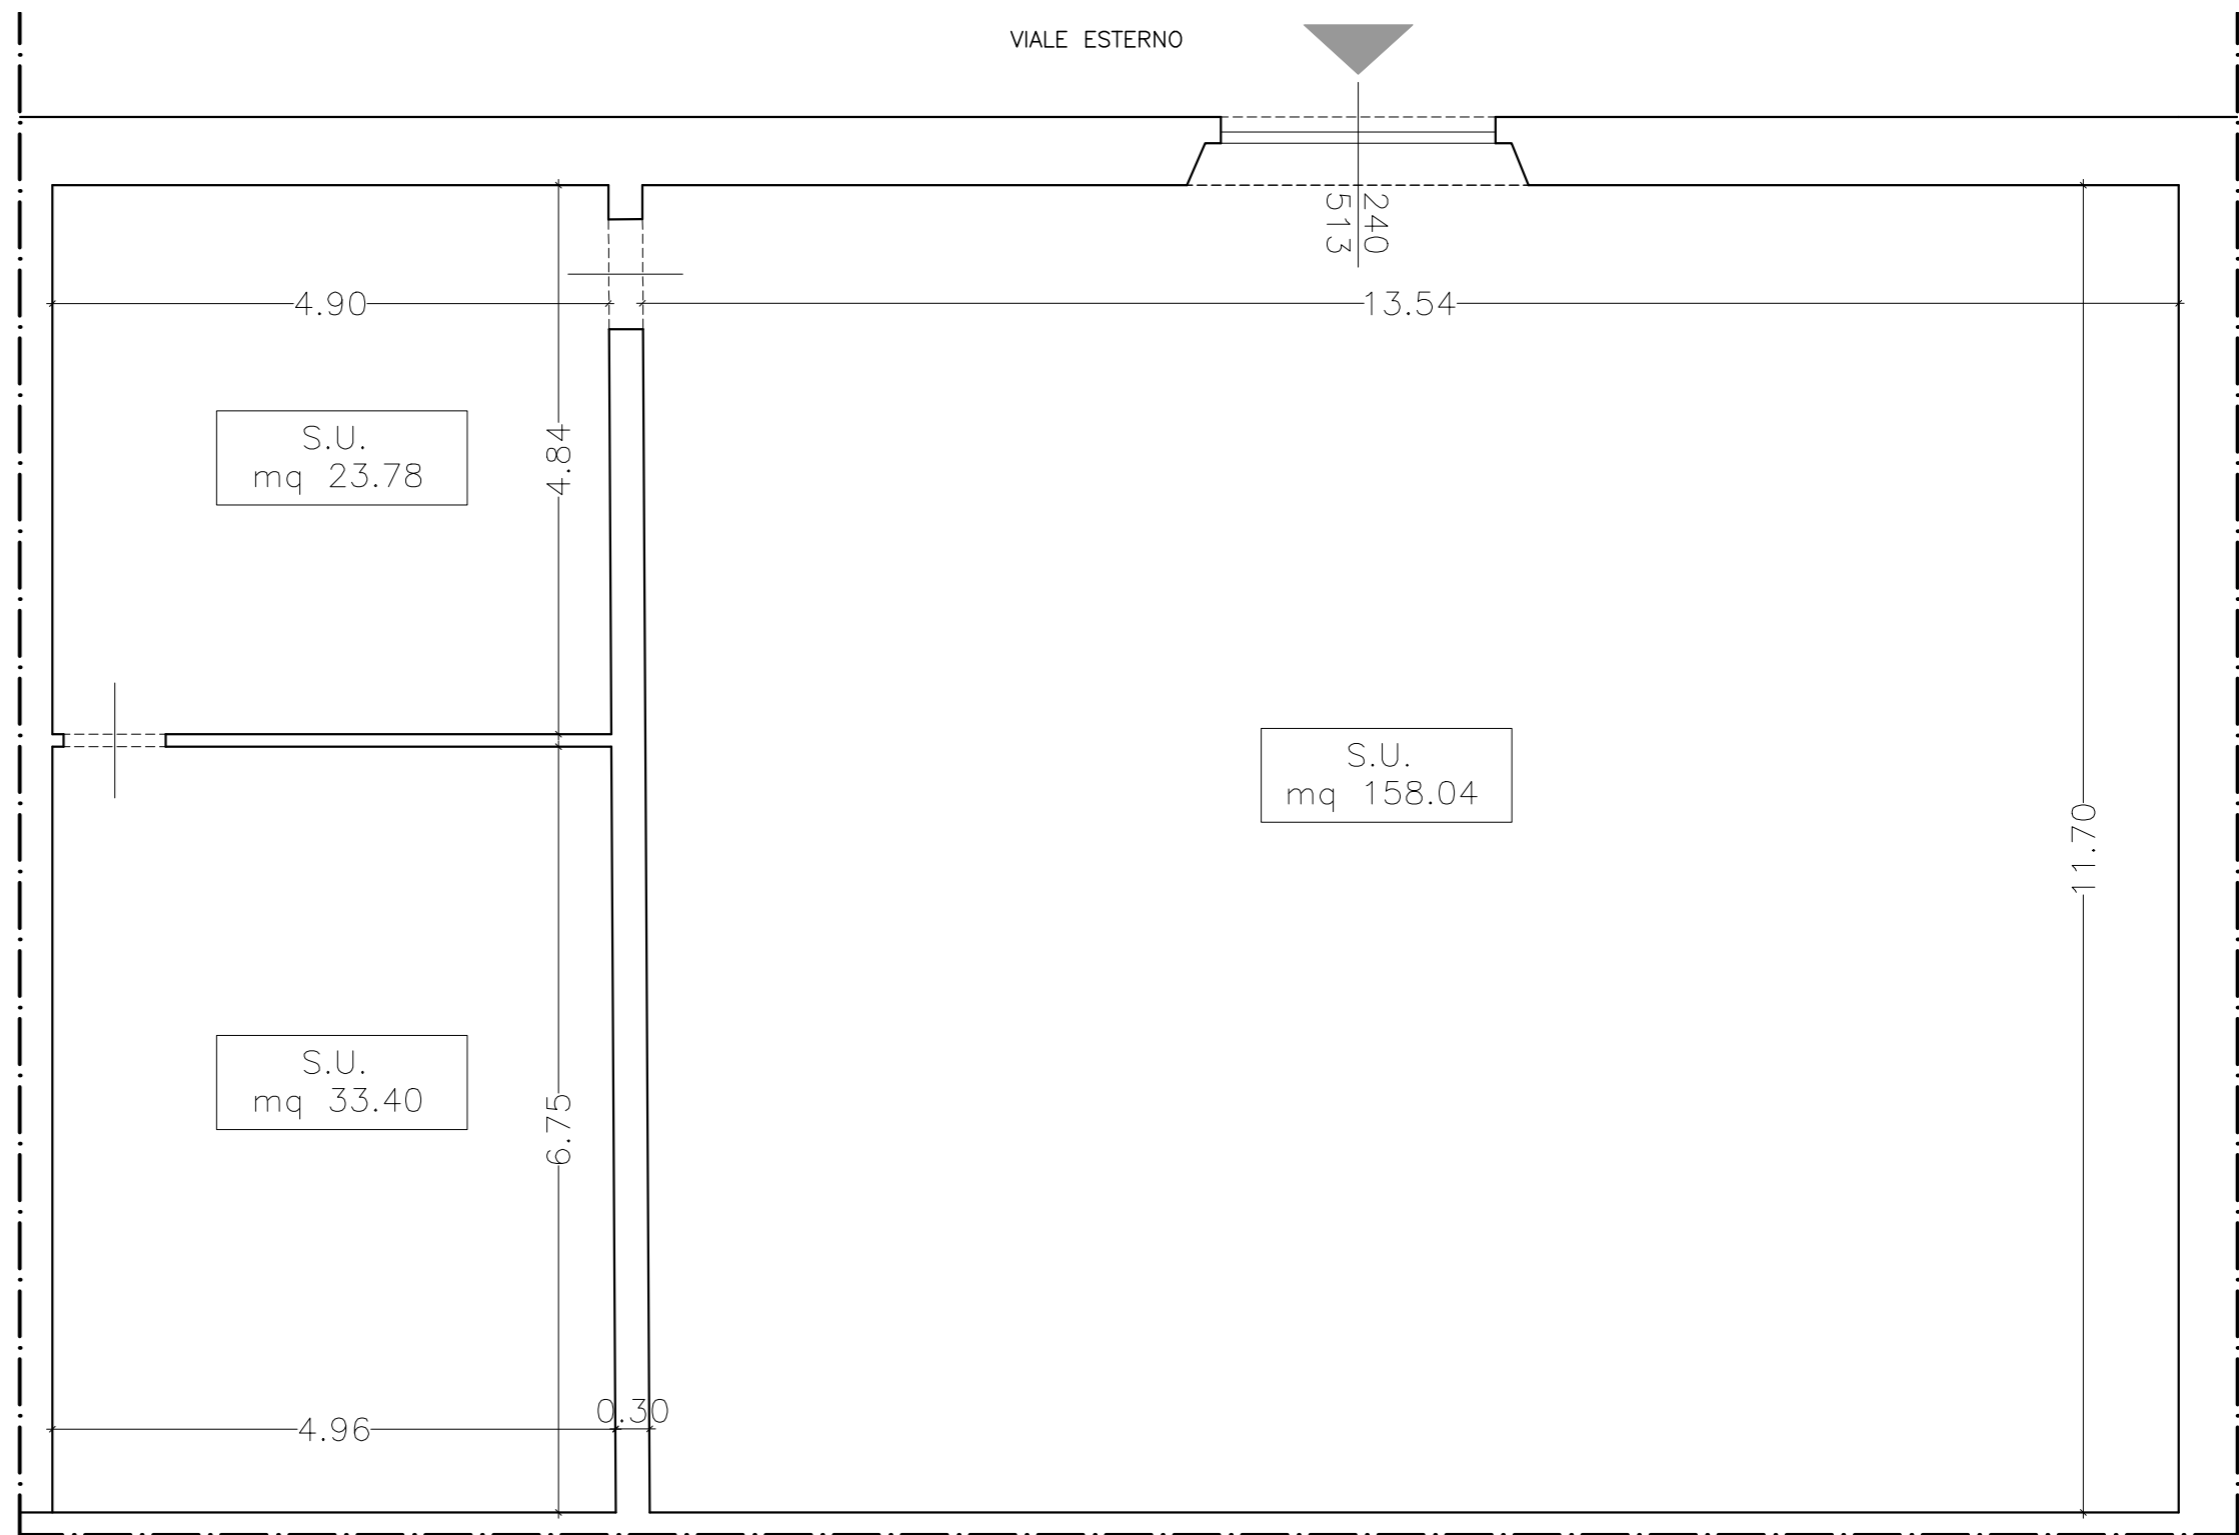 VIALE ESTERNO
240
513
4.90
13.54
4.84
S.U.
mq 23.78
S.U.
mq 158.04
11.70
S.U.
mq 33.40
6.75
0.30
4.96